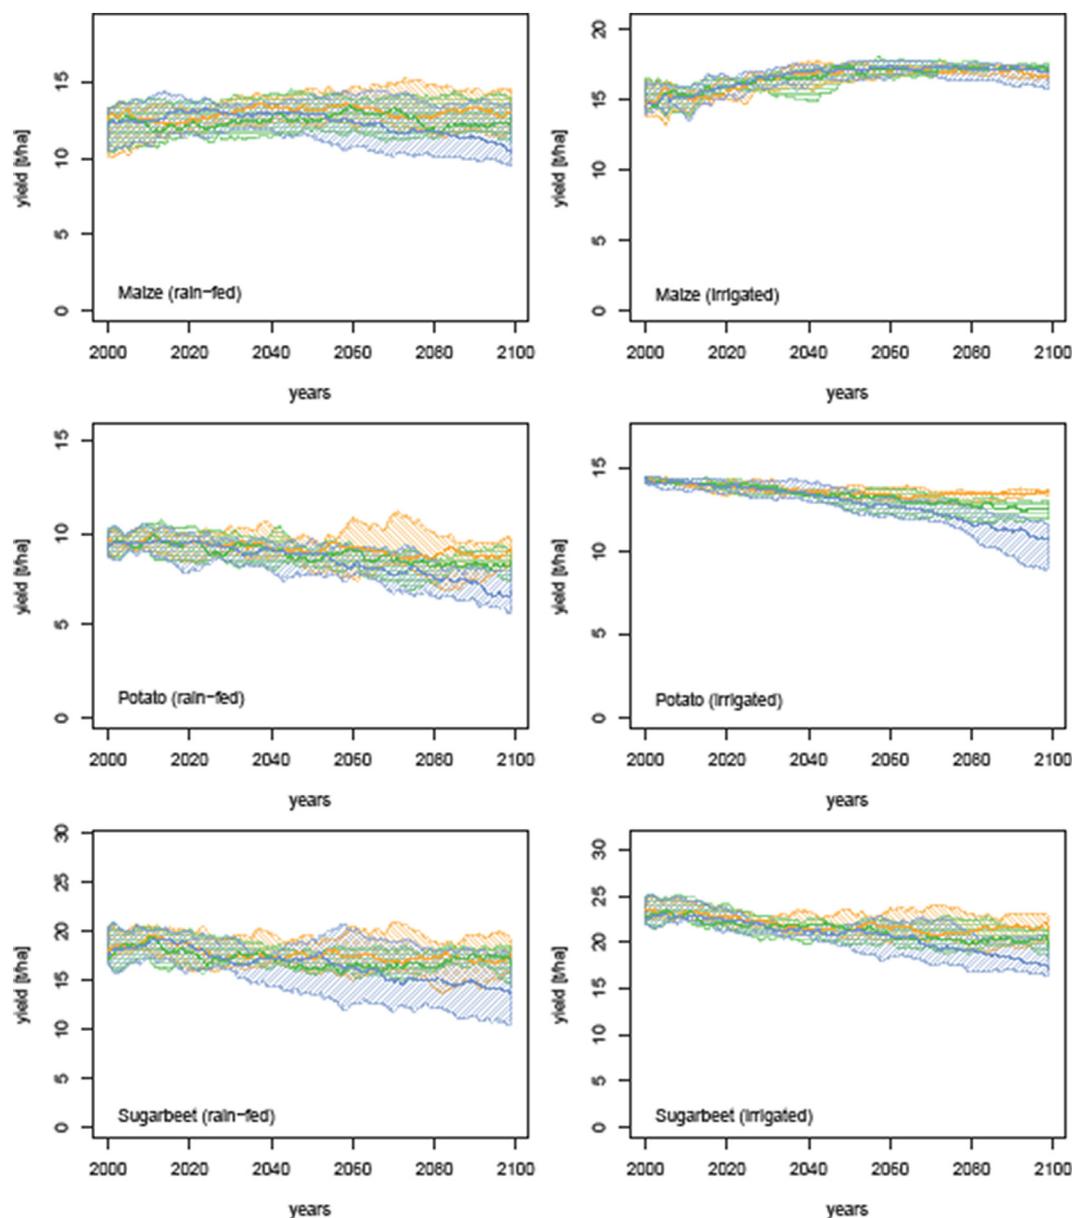 yield [t/ha]
15
10
5
0
Maize (rain-fed)
2000 2020 2040 2060 2080 2100
years
yield [t/ha]
20
15
10
5
0
Maize (irrigated)
2000 2020 2040 2060 2080 2100
years
yield [t/ha]
15
10
5
0
Potato (rain-fed)
2000 2020 2040 2060 2080 2100
years
yield [t/ha]
15
10
5
0
Potato (irrigated)
2000 2020 2040 2060 2080 2100
years
yield [t/ha]
30
25
20
15
10
5
0
Sugarbeet (rain-fed)
2000 2020 2040 2060 2080 2100
years
yield [t/ha]
30
25
20
15
10
5
0
Sugarbeet (irrigated)
2000 2020 2040 2060 2080 2100
years